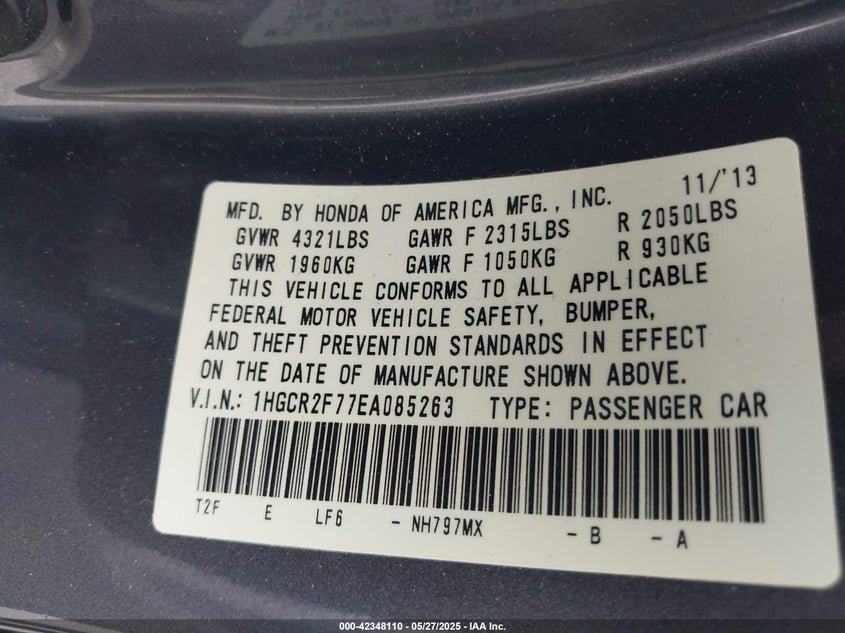 MFD. BY HONDA OF AMERICA MFG., INC. 11/'13
GVWR 4321LBS GAWR F 2315LBS R 2050LBS
GVWR 1960KG GAWR F 1050KG R 930KG
THIS VEHICLE CONFORMS TO ALL APPLICABLE
FEDERAL MOTOR VEHICLE SAFETY, BUMPER,
AND THEFT PREVENTION STANDARDS IN EFFECT
ON THE DATE OF MANUFACTURE SHOWN ABOVE.
V.I.N.: 1HGCR2F77EA085263 TYPE: PASSENGER CAR
T2F E LF6 - NH797MX - B - A
000-42348110 - 05/27/2025 - IAA Inc.